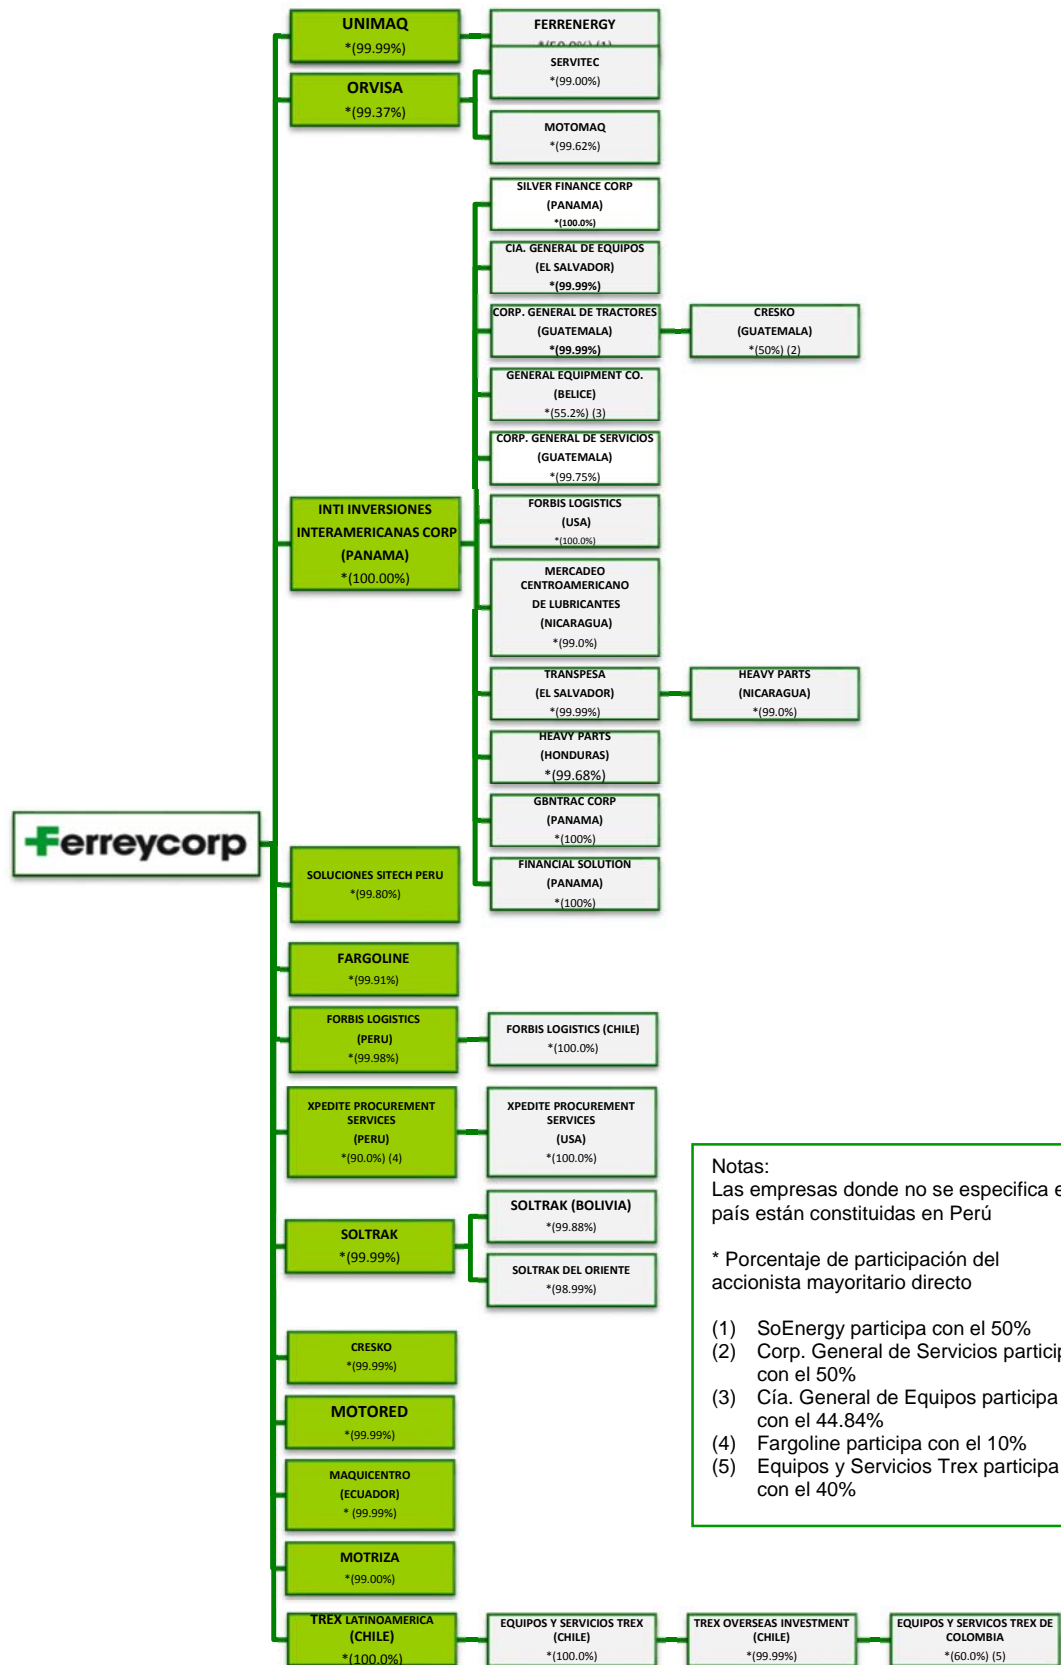 UNIMAQ
*(99.99%)
FERRENERGY
*(50.0%) (1)
ORVISA
*(99.37%)
SERVITEC
*(99.00%)
MOTOMAQ
*(99.62%)
INTI INVERSIONES
INTERAMERICANAS CORP
(PANAMA)
*(100.00%)
SILVER FINANCE CORP
(PANAMA)
*(100.0%)
CIA. GENERAL DE EQUIPOS
(EL SALVADOR)
*(99.99%)
CORP. GENERAL DE TRACTORES
(GUATEMALA)
*(99.99%)
CRESKO
(GUATEMALA)
*(50%) (2)
GENERAL EQUIPMENT CO.
(BELICE)
*(55.2%) (3)
CORP. GENERAL DE SERVICIOS
(GUATEMALA)
*(99.75%)
FORBIS LOGISTICS
(USA)
*(100.0%)
MERCADEO
CENTROAMERICANO
DE LUBRICANTES
(NICARAGUA)
*(99.0%)
TRANSPESA
(EL SALVADOR)
*(99.99%)
HEAVY PARTS
(NICARAGUA)
*(99.0%)
HEAVY PARTS
(HONDURAS)
*(99.68%)
GBNTRAC CORP
(PANAMA)
*(100%)
FINANCIAL SOLUTION
(PANAMA)
*(100%)
Ferreycorp
SOLUCIONES SITECH PERU
*(99.80%)
FARGOLINE
*(99.91%)
FORBIS LOGISTICS
(PERU)
*(99.98%)
FORBIS LOGISTICS (CHILE)
*(100.0%)
XPEDITE PROCUREMENT
SERVICES
(PERU)
*(90.0%) (4)
XPEDITE PROCUREMENT
SERVICES
(USA)
*(100.0%)
SOLTRAK
*(99.99%)
SOLTRAK (BOLIVIA)
*(99.88%)
SOLTRAK DEL ORIENTE
*(98.99%)
CRESKO
*(99.99%)
MOTORED
*(99.99%)
MAQUICENTRO
(ECUADOR)
* (99.99%)
MOTRIZA
*(99.00%)
TREX LATINOAMERICA
(CHILE)
*(100.0%)
EQUIPOS Y SERVICIOS TREX
(CHILE)
*(100.0%)
TREX OVERSEAS INVESTMENT
(CHILE)
*(99.99%)
EQUIPOS Y SERVICOS TREX DE
COLOMBIA
*(60.0%) (5)
Notas:
Las empresas donde no se especifica e
país están constituidas en Perú
* Porcentaje de participación del
accionista mayoritario directo
(1) SoEnergy participa con el 50%
(2) Corp. General de Servicios particip
con el 50%
(3) Cía. General de Equipos participa
con el 44.84%
(4) Fargoline participa con el 10%
(5) Equipos y Servicios Trex participa
con el 40%